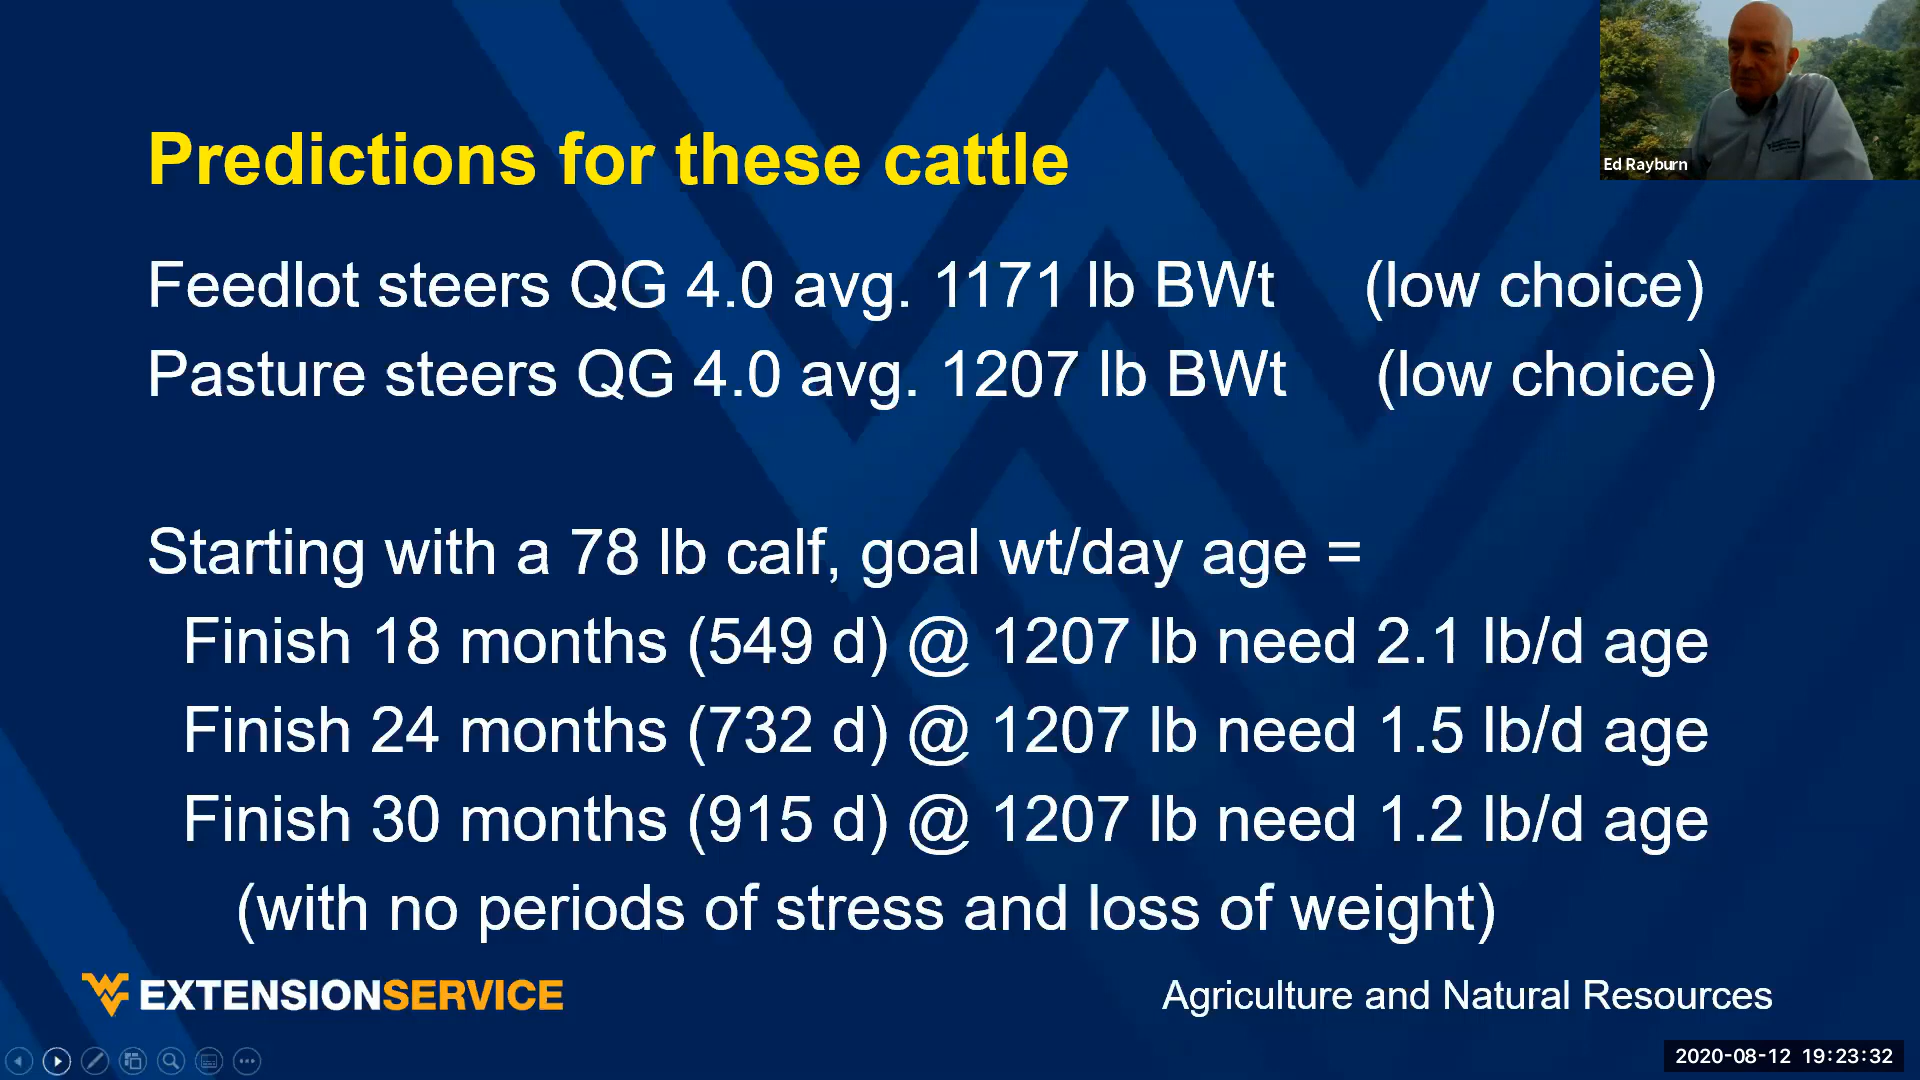 Ed Rayburn
Predictions for these cattle
Feedlot steers QG 4.0 avg. 1171 lb BWt (low choice)
Pasture steers QG 4.0 avg. 1207 lb BWt (low choice)
Starting with a 78 lb calf, goal wt/day age =
Finish 18 months (549 d) @ 1207 lb need 2.1 lb/d age
Finish 24 months (732 d) @ 1207 lb need 1.5 lb/d age
Finish 30 months (915 d) @ 1207 lb need 1.2 lb/d age
(with no periods of stress and loss of weight)
EXTENSIONSERVICE
Agriculture and Natural Resources
2020-08-12 19:23:32